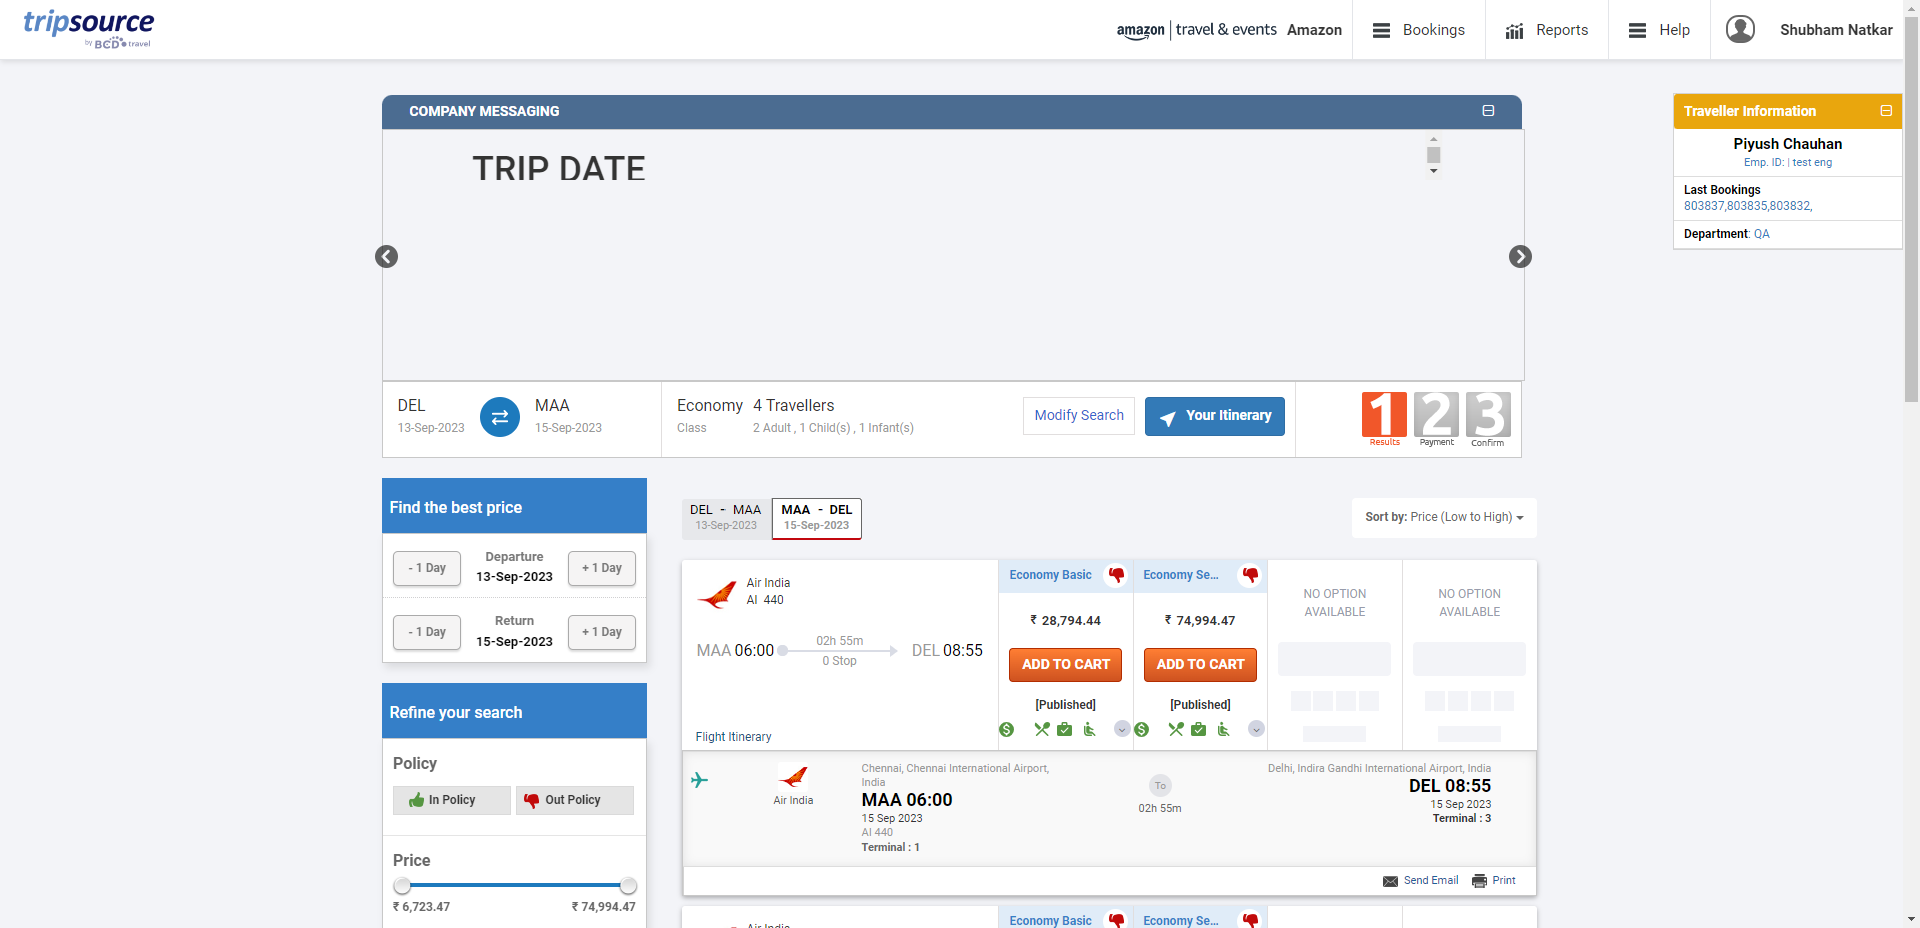 tripsource
by BCD travel
amazon | travel & events Amazon
Bookings
Reports
Help
Shubham Natkar
COMPANY MESSAGING
TRIP DATE
Traveller Information
Piyush Chauhan
Emp. ID: | test eng
Last Bookings
803837,803835,803832,
Department: QA
DEL
13-Sep-2023
MAA
15-Sep-2023
Economy
Class
4 Travellers
2 Adult , 1 Child(s) , 1 Infant(s)
Modify Search
Your Itinerary
1 Results
2 Payment
3 Confirm
Find the best price
- 1 Day
Departure
13-Sep-2023
+ 1 Day
- 1 Day
Return
15-Sep-2023
+ 1 Day
Refine your search
Policy
In Policy
Out Policy
Price
₹ 6,723.47
₹ 74,994.47
DEL - MAA
13-Sep-2023
MAA - DEL
15-Sep-2023
Sort by: Price (Low to High)
Air India
AI 440
MAA 06:00
02h 55m
0 Stop
DEL 08:55
Flight Itinerary
Economy Basic
₹ 28,794.44
ADD TO CART
[Published]
Economy Se...
₹ 74,994.47
ADD TO CART
[Published]
NO OPTION
AVAILABLE
NO OPTION
AVAILABLE
Air India
Chennai, Chennai International Airport,
India
MAA 06:00
15 Sep 2023
AI 440
Terminal : 1
To
02h 55m
Delhi, Indira Gandhi International Airport, India
DEL 08:55
15 Sep 2023
Terminal : 3
Send Email
Print
Air India
Economy Basic
Economy Se...